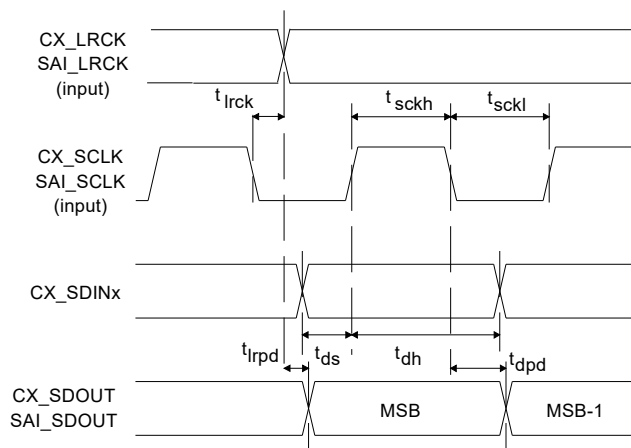 CX_LRCK
SAI_LRCK
(input)
t lrck
t sckh
t sckl
CX_SCLK
SAI_SCLK
(input)
CX_SDINx
t lrpd
t ds
t dh
t dpd
CX_SDOUT
SAI_SDOUT
MSB
MSB-1